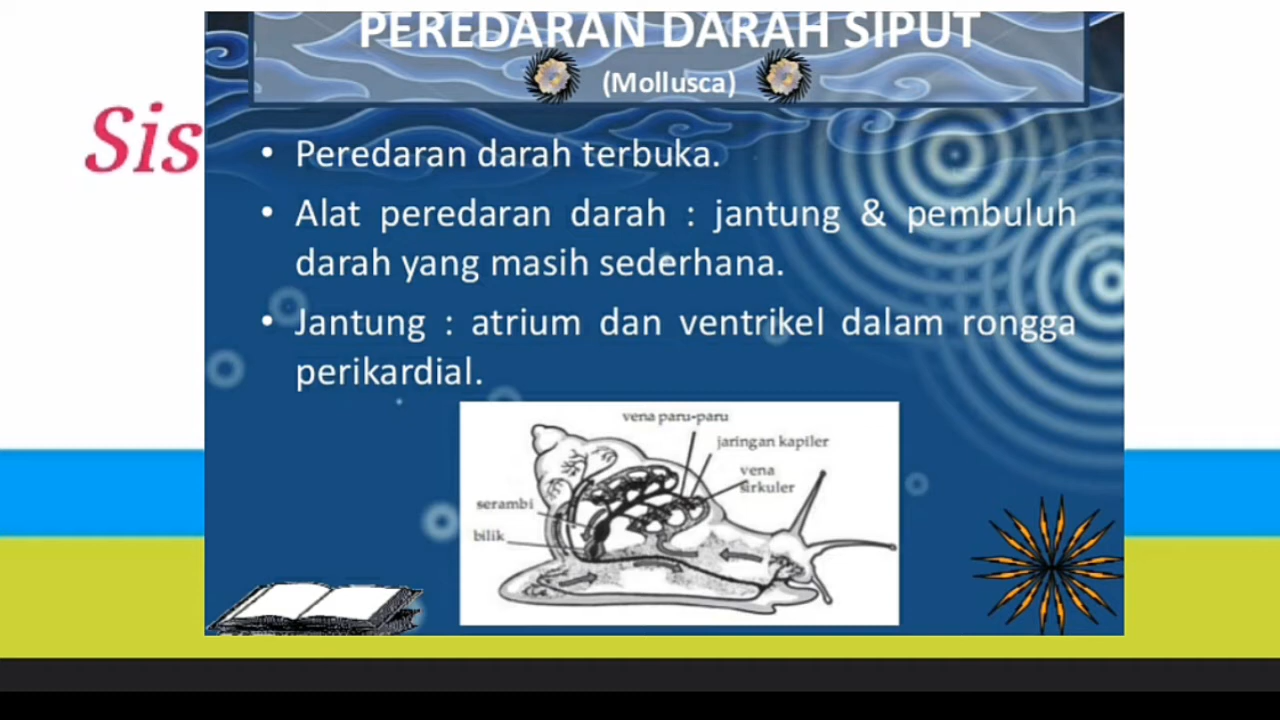 PEREDARAN DARAH SIPUT
(Mollusca)
Sis
• Peredaran darah terbuka.
• Alat peredaran darah : jantung & pembuluh
darah yang masih sederhana.
• Jantung : atrium dan ventrikel dalam rongga
perikardial.
vena paru-paru
jaringan kapiler
vena
sirkuler
serambi
bilik